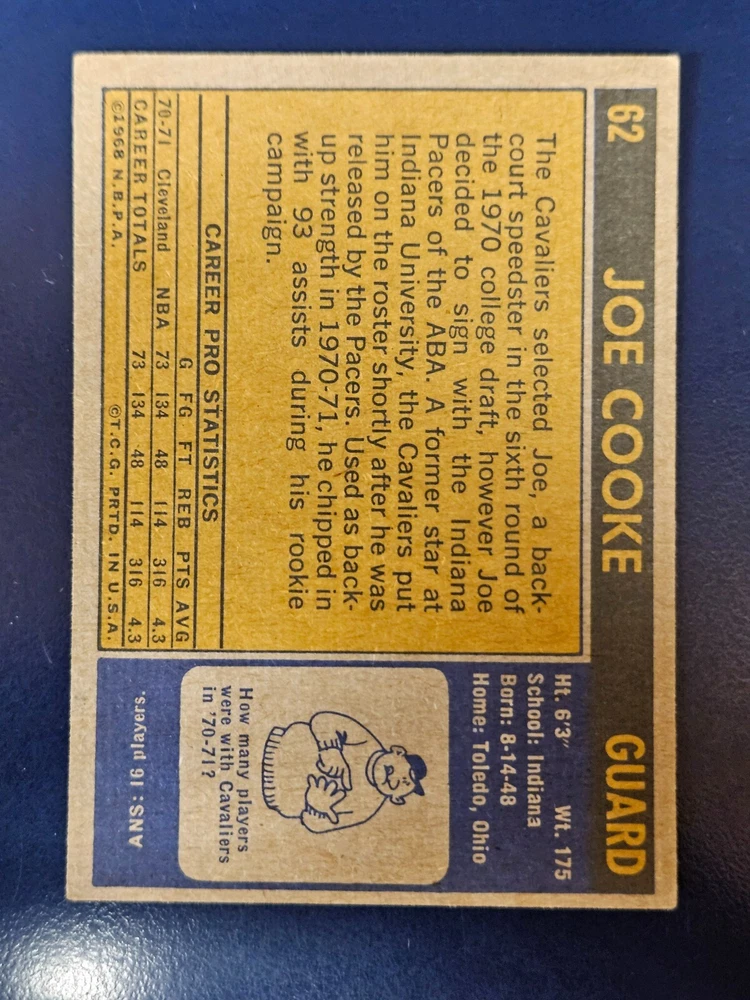 62 JOE COOKE GUARD
The Cavaliers selected Joe, a back-
court speedster in the sixth round of
the 1970 college draft, however Joe
decided to sign with the Indiana
Pacers of the ABA. A former star at
Indiana University, the Cavaliers put
him on the roster shortly after he was
released by the Pacers. Used as back-
up strength in 1970-71, he chipped in
with 93 assists during his rookie
campaign.
CAREER PRO STATISTICS
G FG FT REB PTS AVG
70-71 Cleveland NBA 73 134 48 114 316 4.3
CAREER TOTALS 73 134 48 114 316 4.3
©1968 N.B.P.A. ©T.C.G. PRTD. IN U.S.A.
Ht. 6'3" Wt. 175
School: Indiana
Born: 8-14-48
Home: Toledo, Ohio
How many players
were with Cavaliers
in '70-71?
ANS: 16 players.